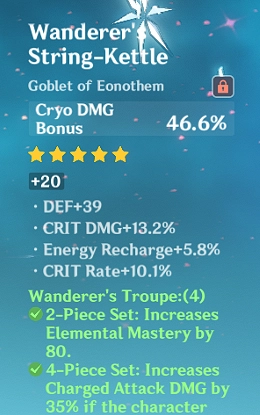 Wanderer's
String-Kettle
Goblet of Eonothem
Cryo DMG
Bonus
46.6%
+20
· DEF+39
· CRIT DMG+13.2%
· Energy Recharge+5.8%
· CRIT Rate+10.1%
Wanderer's Troupe:(4)
2-Piece Set: Increases
Elemental Mastery by
80.
4-Piece Set: Increases
Charged Attack DMG by
35% if the character